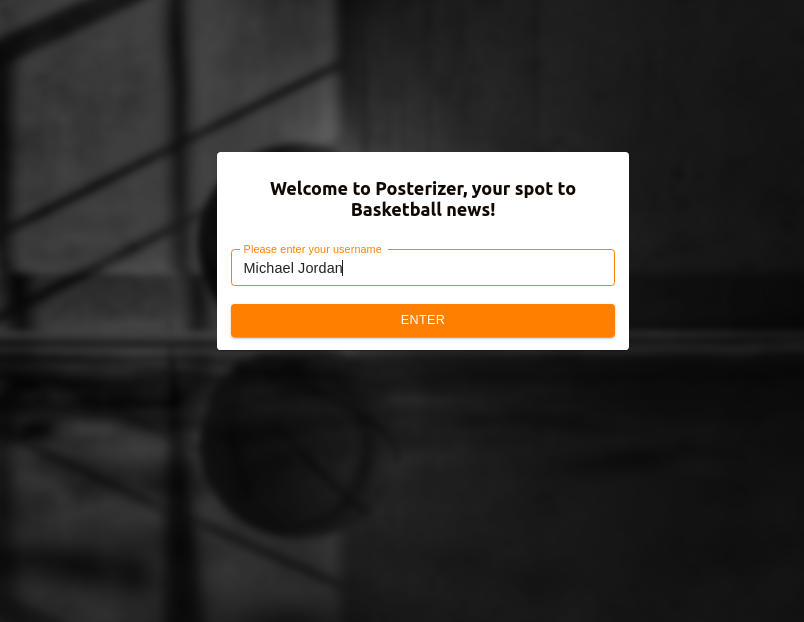 Welcome to Posterizer, your spot to
Basketball news!
Please enter your username
Michael Jordan
ENTER